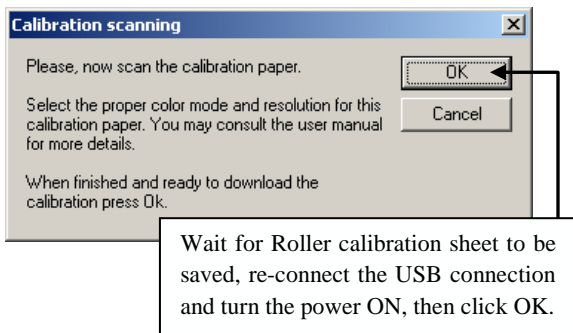 Calibration scanning
Please, now scan the calibration paper.
OK
Select the proper color mode and resolution for this
calibration paper. You may consult the user manual
for more details.
Cancel
When finished and ready to download the
calibration press Ok.
Wait for Roller calibration sheet to be
saved, re-connect the USB connection
and turn the power ON, then click OK.